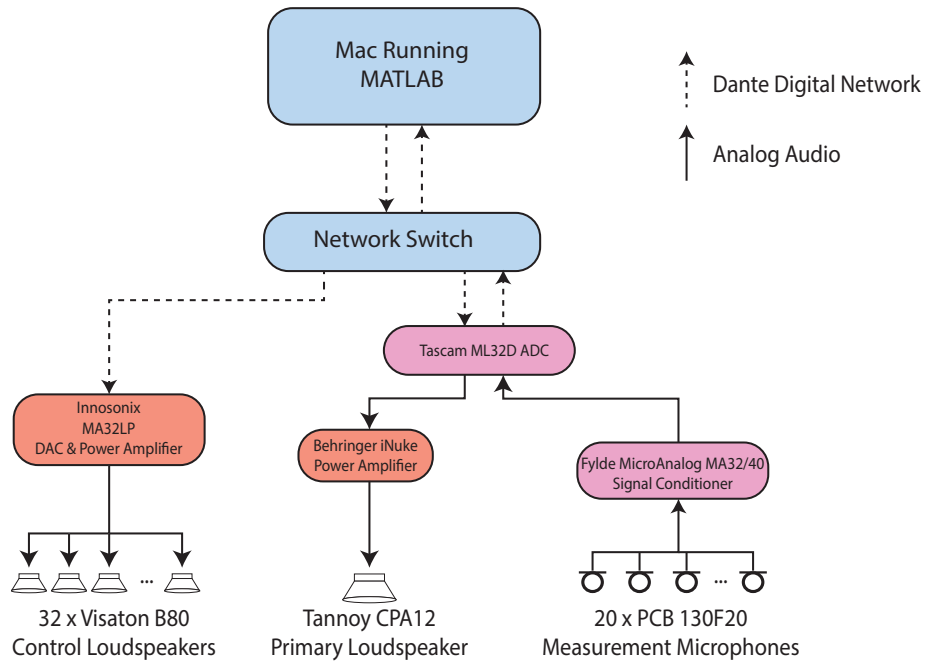 Mac Running
MATLAB
Dante Digital Network
Analog Audio
Network Switch
Tascam ML32D ADC
Innosonix
MA32LP
DAC & Power Amplifier
Behringer iNuke
Power Amplifier
Fylde MicroAnalog MA32/40
Signal Conditioner
...
...
32 x Visaton B80
Control Loudspeakers
Tannoy CPA12
Primary Loudspeaker
20 x PCB 130F20
Measurement Microphones